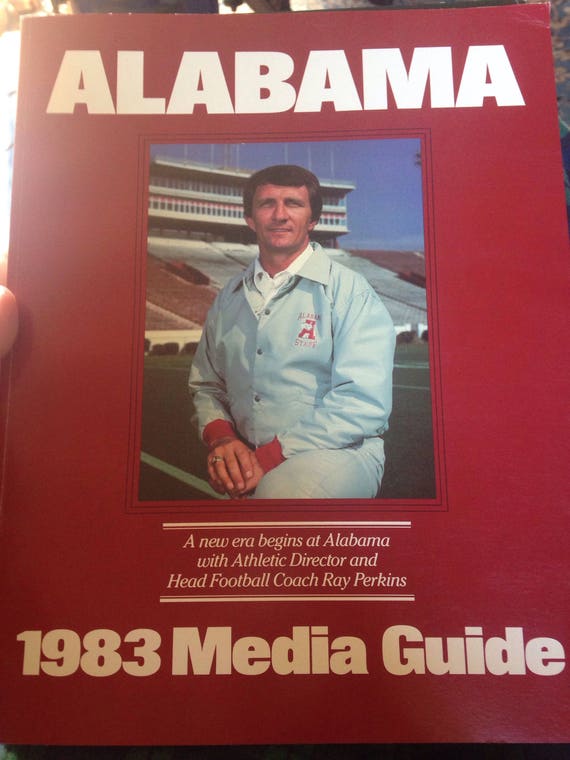 ALABAMA
A new era begins at Alabama
with Athletic Director and
Head Football Coach Ray Perkins
1983 Media Guide